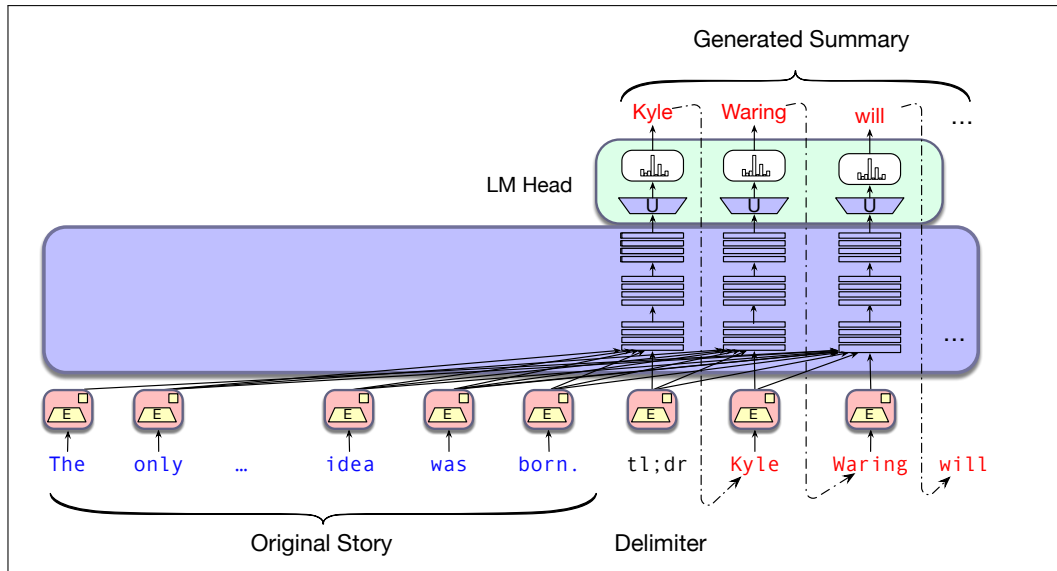 Generated Summary
Kyle Waring will …
LM Head
U U U
…
E E E E E E E E
The only … idea was born. tl;dr Kyle Waring will
Original Story Delimiter